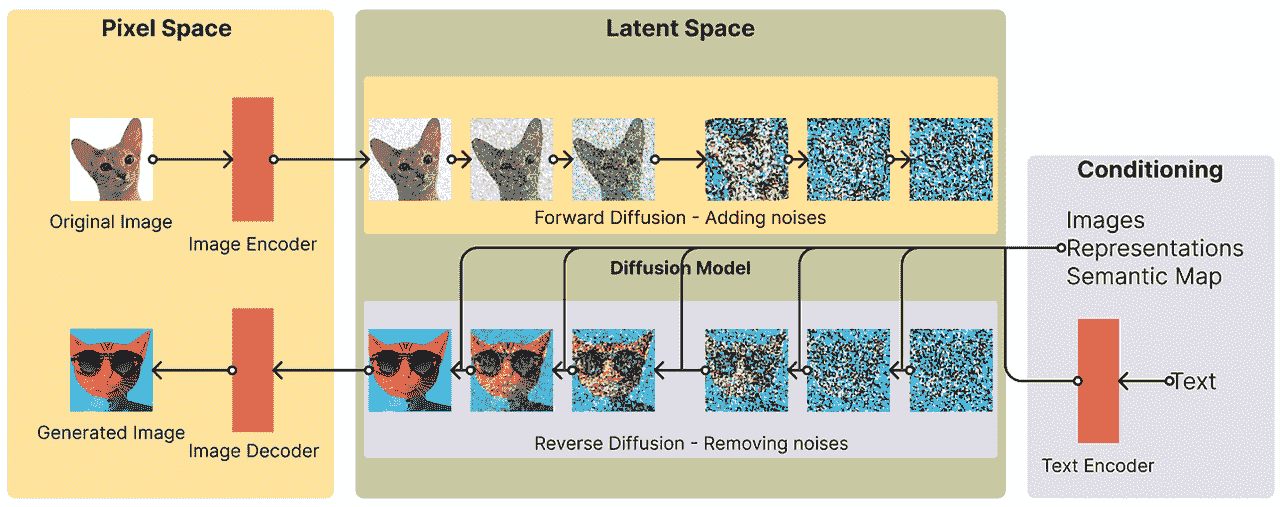 Pixel Space
Original Image
Image Encoder
Generated Image
Image Decoder
Latent Space
Forward Diffusion - Adding noises
Diffusion Model
Reverse Diffusion - Removing noises
Conditioning
Images
Representations
Semantic Map
Text
Text Encoder